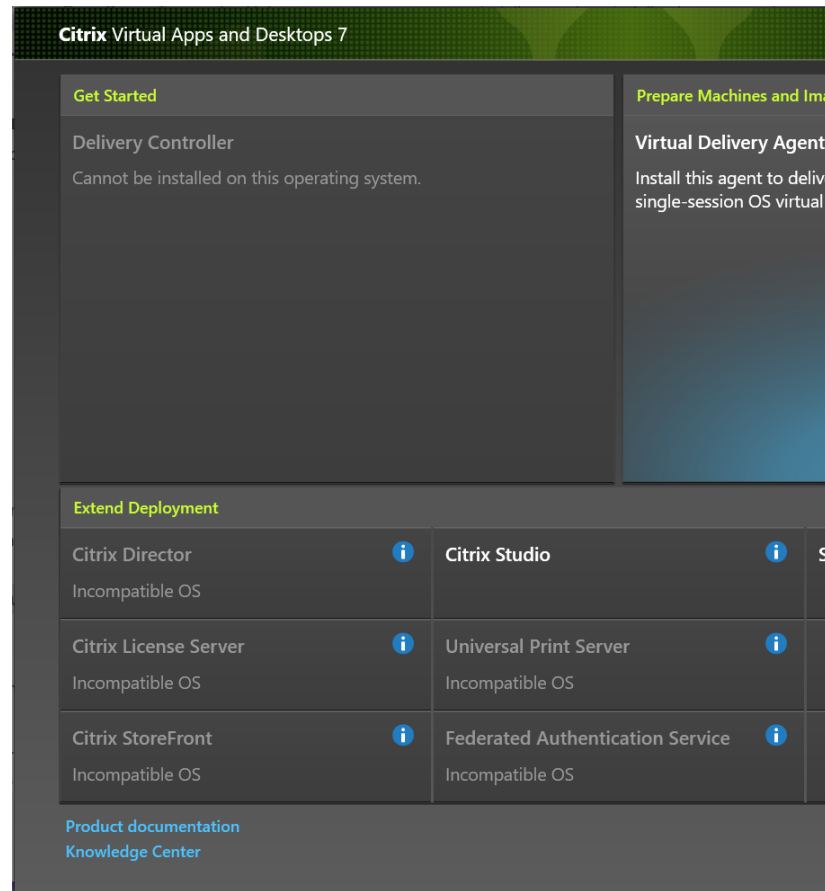 Citrix Virtual Apps and Desktops 7
Get Started
Delivery Controller
Cannot be installed on this operating system.
Prepare Machines and Ima
Virtual Delivery Agent
Install this agent to deliv
single-session OS virtual
Extend Deployment
Citrix Director
Incompatible OS
Citrix Studio
S
Citrix License Server
Incompatible OS
Universal Print Server
Incompatible OS
Citrix StoreFront
Incompatible OS
Federated Authentication Service
Incompatible OS
Product documentation
Knowledge Center